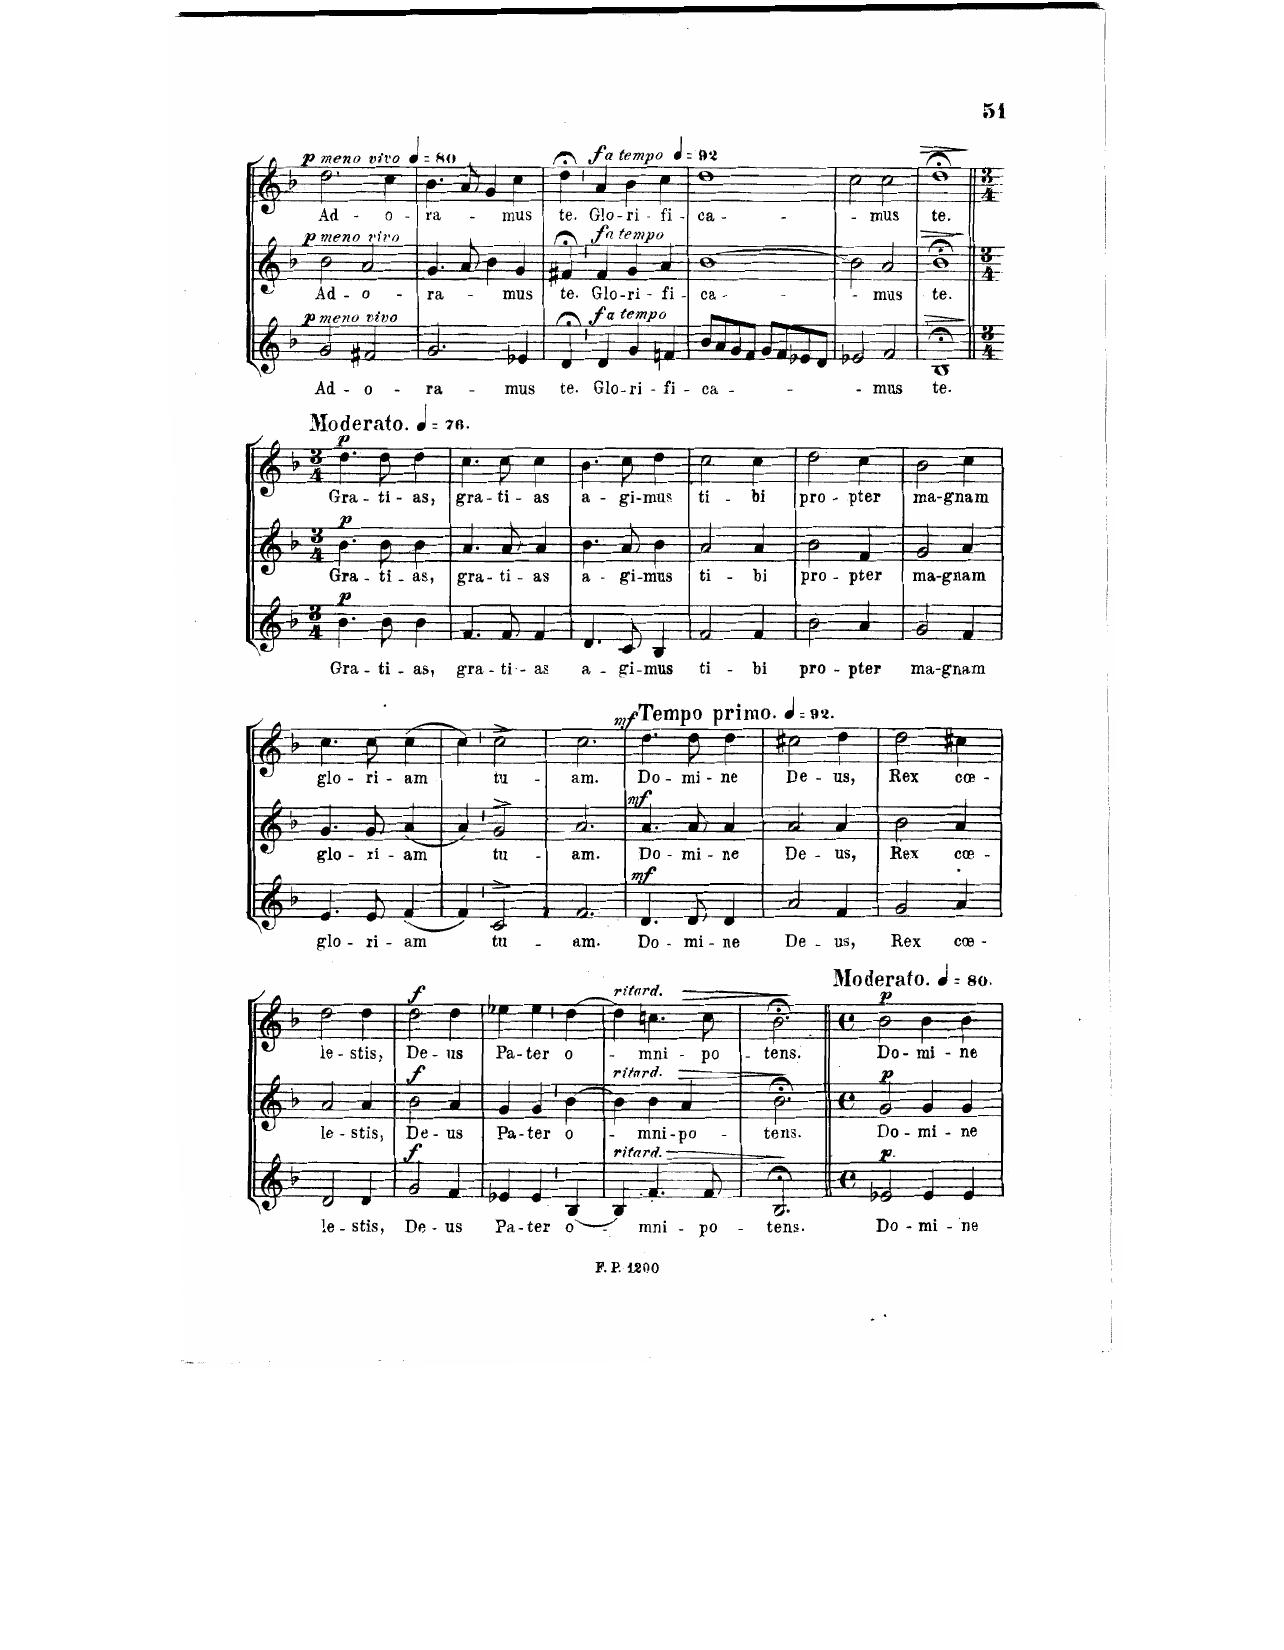 51
p meno vivo ♩ = 80 f a tempo ♩ = 92
Ad - o - ra - mus te. Glo - ri - fi - ca - - mus te.
p meno vivo f a tempo
Ad - o - ra - mus te. Glo - ri - fi - ca - - mus te.
p meno vivo f a tempo
Ad - o - ra - mus te. Glo - ri - fi - ca - - - mus te.
3/4
Moderato. ♩ = 76.
p
Gra - ti - as, gra - ti - as a - gi - mus ti - bi pro - pter ma - gnam
p
Gra - ti - as, gra - ti - as a - gi - mus ti - bi pro - pter ma - gnam
p
Gra - ti - as, gra - ti - as a - gi - mus ti - bi pro - pter ma - gnam
mf Tempo primo. ♩ = 92.
glo - ri - am tu - am. Do - mi - ne De - us, Rex cœ -
mf
glo - ri - am tu - am. Do - mi - ne De - us, Rex cœ -
mf
glo - ri - am tu - am. Do - mi - ne De - us, Rex cœ -
Moderato. ♩ = 80.
f ritard. p
le - stis, De - us Pa - ter o - mni - po - tens. Do - mi - ne
f ritard. p
le - stis, De - us Pa - ter o - mni - po - tens. Do - mi - ne
f ritard. p
le - stis, De - us Pa - ter o - mni - po - tens. Do - mi - ne
F. P. 1200